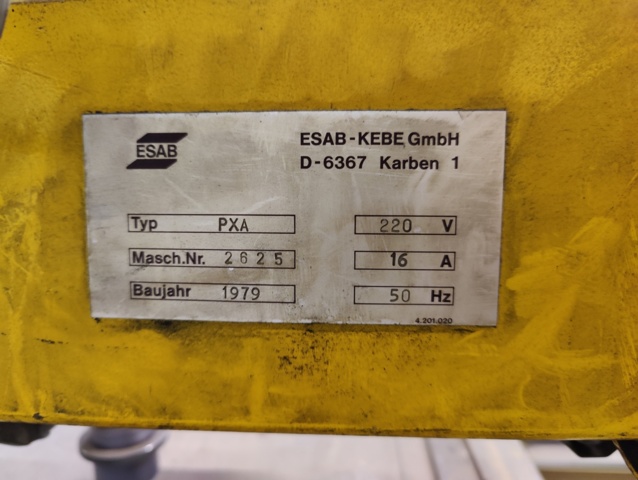 ESAB
ESAB-KEBE GmbH
D-6367 Karben 1
Typ PXA 220 V
Masch.Nr. 2625 16 A
Baujahr 1979 50 Hz
4.201.020